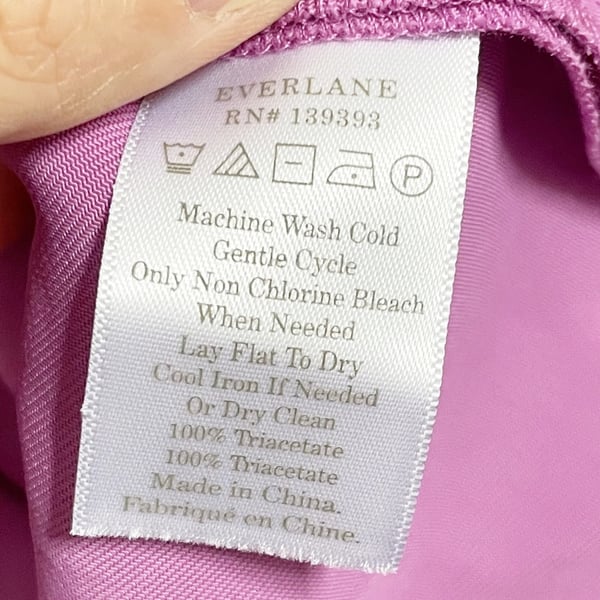 EVERLANE
RN# 139393
P
Machine Wash Cold
Gentle Cycle
Only Non Chlorine Bleach
When Needed
Lay Flat To Dry
Cool Iron If Needed
Or Dry Clean
100% Triacetate
100% Triacetate
Made in China.
Fabriqué en Chine.